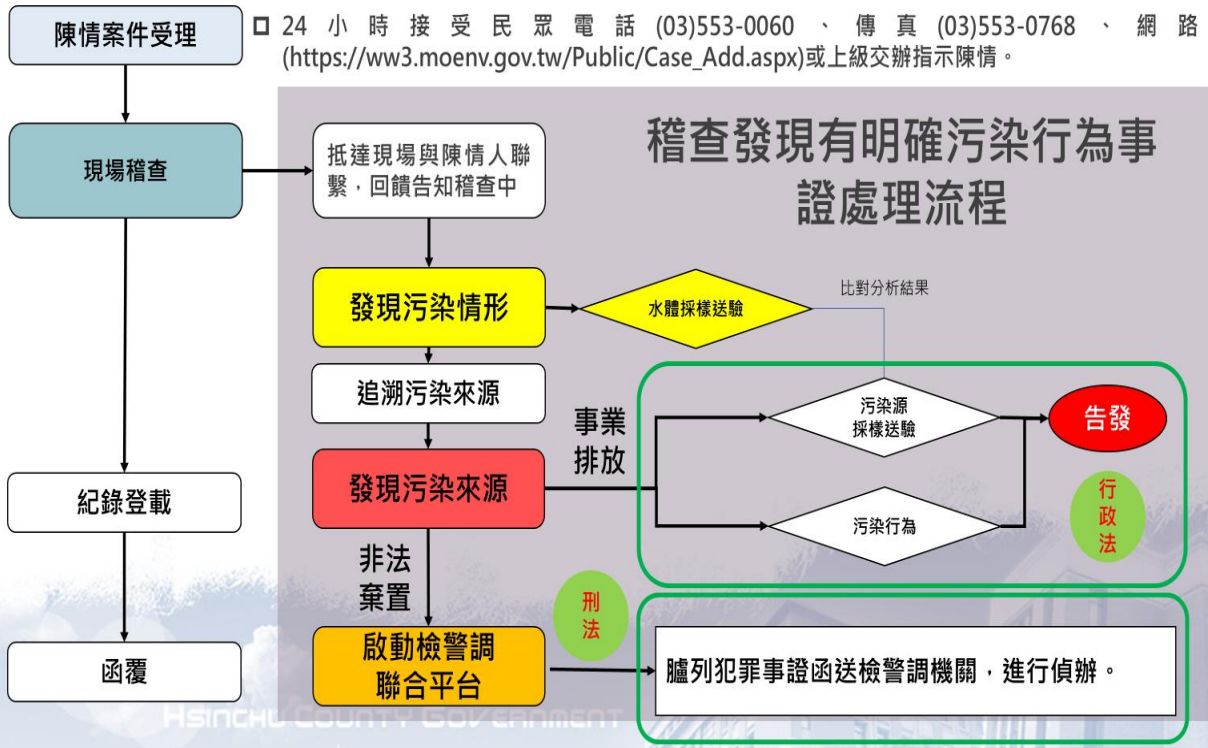 陳情案件受理
24小時接受民眾電話(03)553-0060、傳真(03)553-0768、網路
(https://ww3.moenv.gov.tw/Public/Case_Add.aspx)或上級交辦指示陳情。
稽查發現有明確污染行為事
證處理流程
現場稽查
抵達現場與陳情人聯
繫，回饋告知稽查中
發現污染情形
水體採樣送驗
比對分析結果
追溯污染來源
事業
排放
污染源
採樣送驗
告發
發現污染來源
行
政
法
污染行為
紀錄登載
非法
棄置
刑
法
啟動檢警調
聯合平台
臚列犯罪事證函送檢警調機關，進行偵辦。
函覆
HSINCHU COUNTY GOVERNMENT